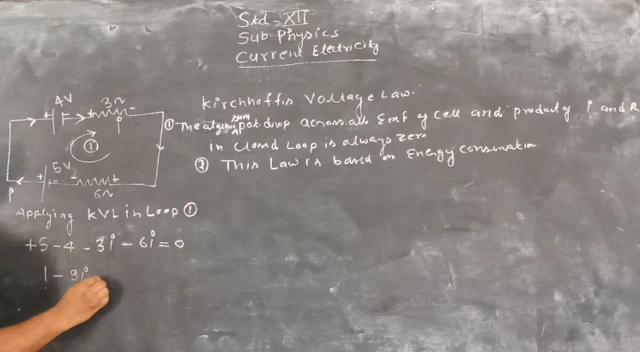 Std - XII
Sub Physics
Current Electricity
Kirchhoff's Voltage Law.
① The algebric sum pot drop across all Emf of cell and product of i and R
in closed Loop is always zero
② This Law is based on Energy conservation
4V
3Ω
i
①
5V
6Ω
P
Applying KVL in Loop ①
+5 - 4 - 3i - 6i = 0
1 - 9i